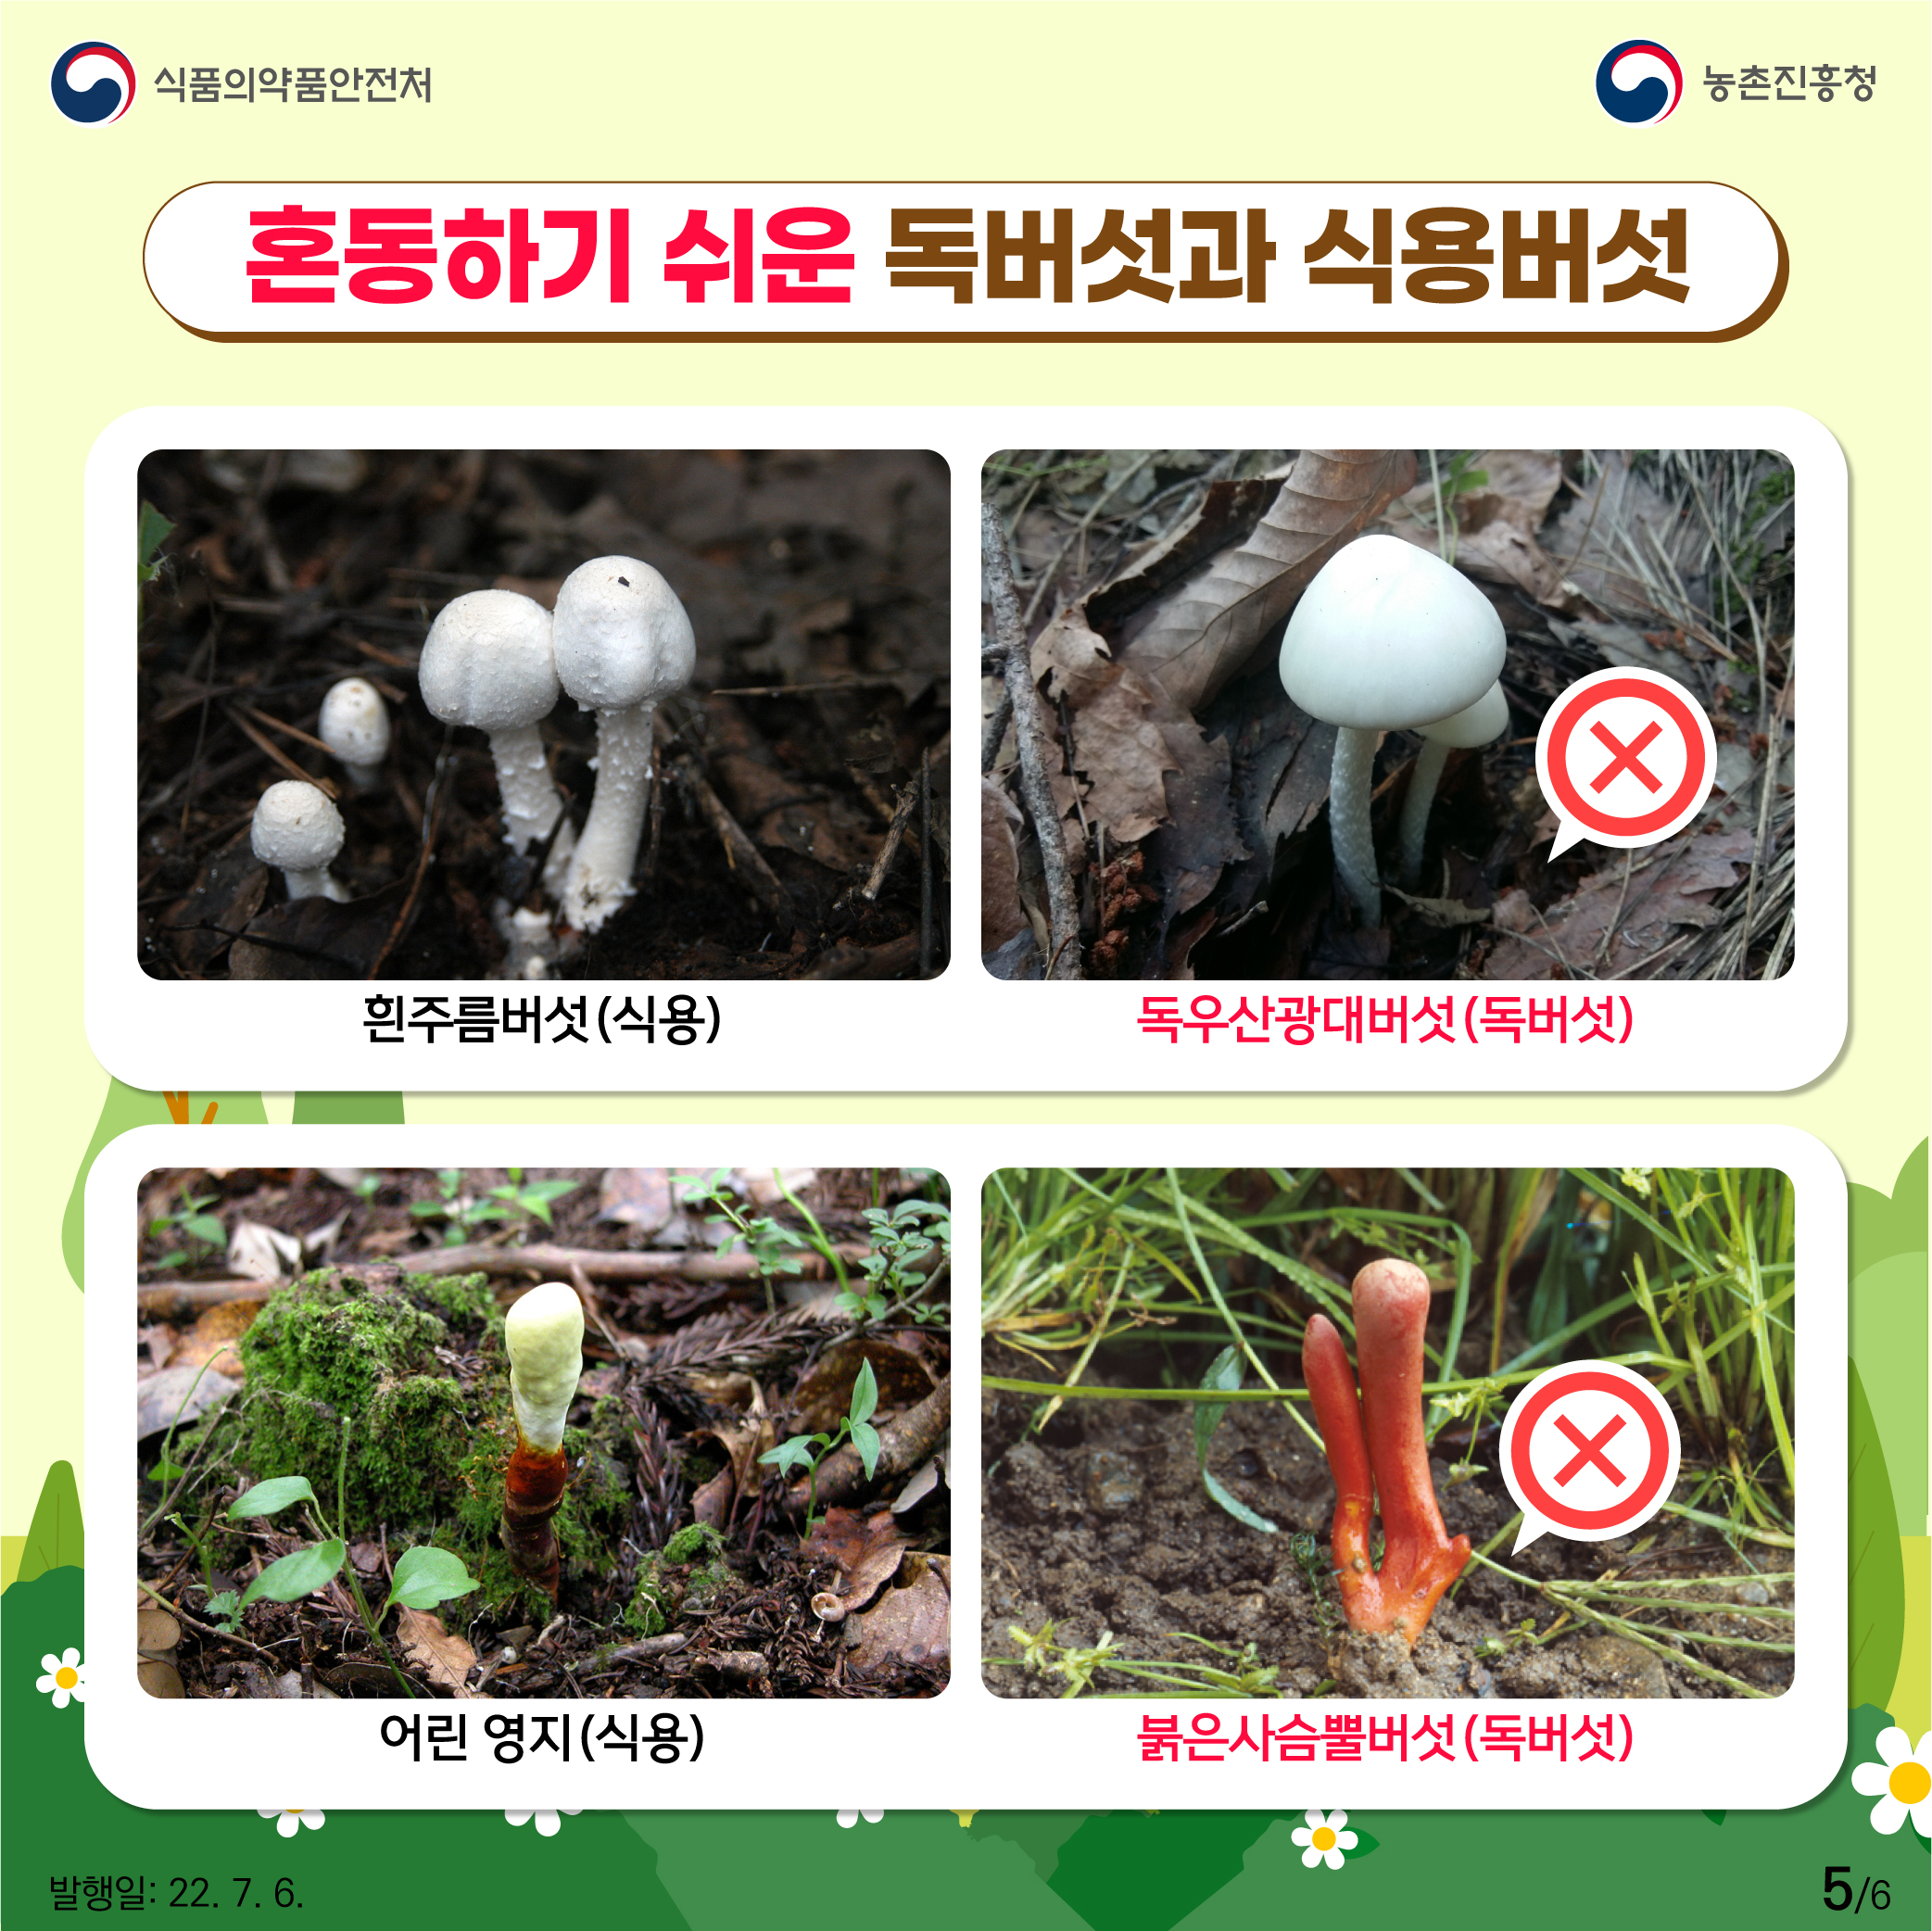 식품의약품안전처
농촌진흥청
혼동하기 쉬운 독버섯과 식용버섯
흰주름버섯(식용)
독우산광대버섯(독버섯)
어린 영지(식용)
붉은사슴뿔버섯(독버섯)
발행일: 22. 7. 6.
5/6